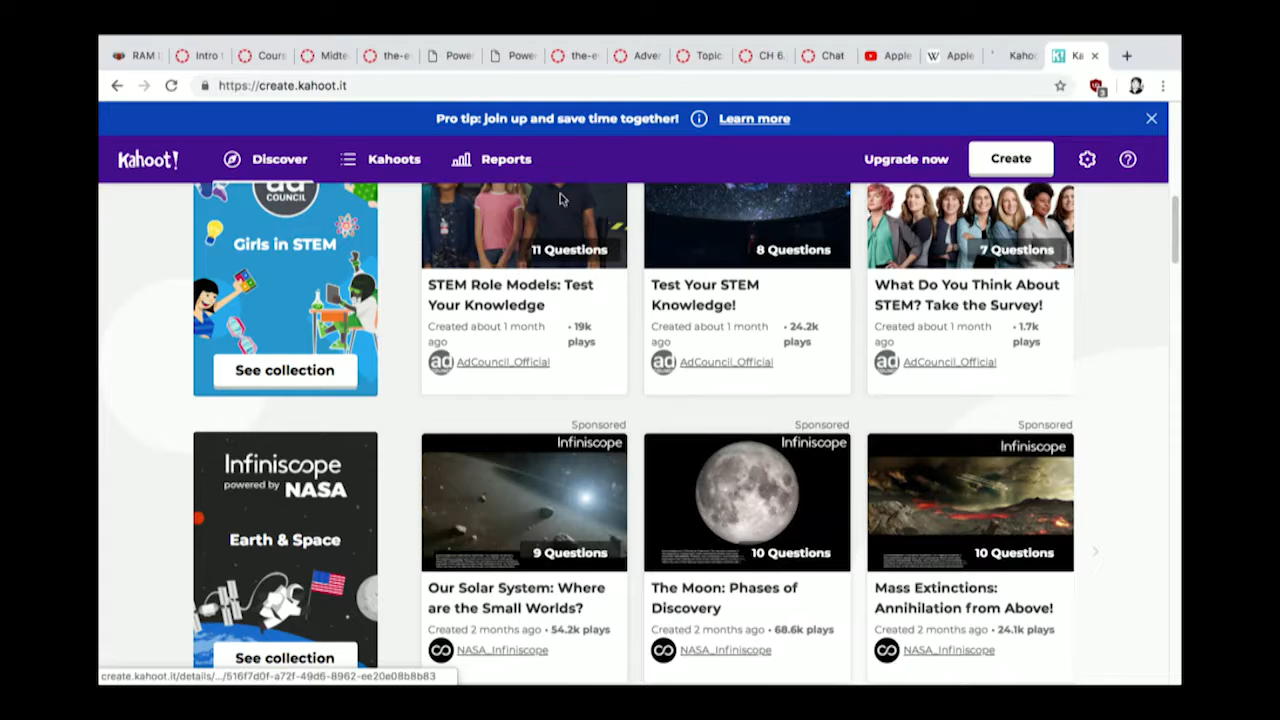 RAM
Intro
Cours
Midte
the-e
Power
Power
the-e
Adve
Topic
CH 6.
Chat
Apple
Apple
Kahoo
Ka
https://create.kahoot.it
3
Pro tip: join up and save time together! Learn more
Kahoot!
Discover
Kahoots
Reports
Upgrade now
Create
ad
COUNCIL
Girls in STEM
See collection
11 Questions
STEM Role Models: Test
Your Knowledge
Created about 1 month
ago
• 19k
plays
ad AdCouncil_Official
8 Questions
Test Your STEM
Knowledge!
Created about 1 month
ago
• 24.2k
plays
ad AdCouncil_Official
7 Questions
What Do You Think About
STEM? Take the Survey!
Created about 1 month
ago
• 1.7k
plays
ad AdCouncil_Official
Infiniscope
powered by NASA
Earth & Space
See collection
Sponsored
Infiniscope
9 Questions
Our Solar System: Where
are the Small Worlds?
Created 2 months ago • 54.2k plays
NASA_Infiniscope
Sponsored
Infiniscope
10 Questions
The Moon: Phases of
Discovery
Created 2 months ago • 68.6k plays
NASA_Infiniscope
Sponsored
Infiniscope
10 Questions
Mass Extinctions:
Annihilation from Above!
Created 2 months ago • 24.1k plays
NASA_Infiniscope
create.kahoot.it/details/.../516f7d0f-a72f-49d6-8962-ee20e08b8b83